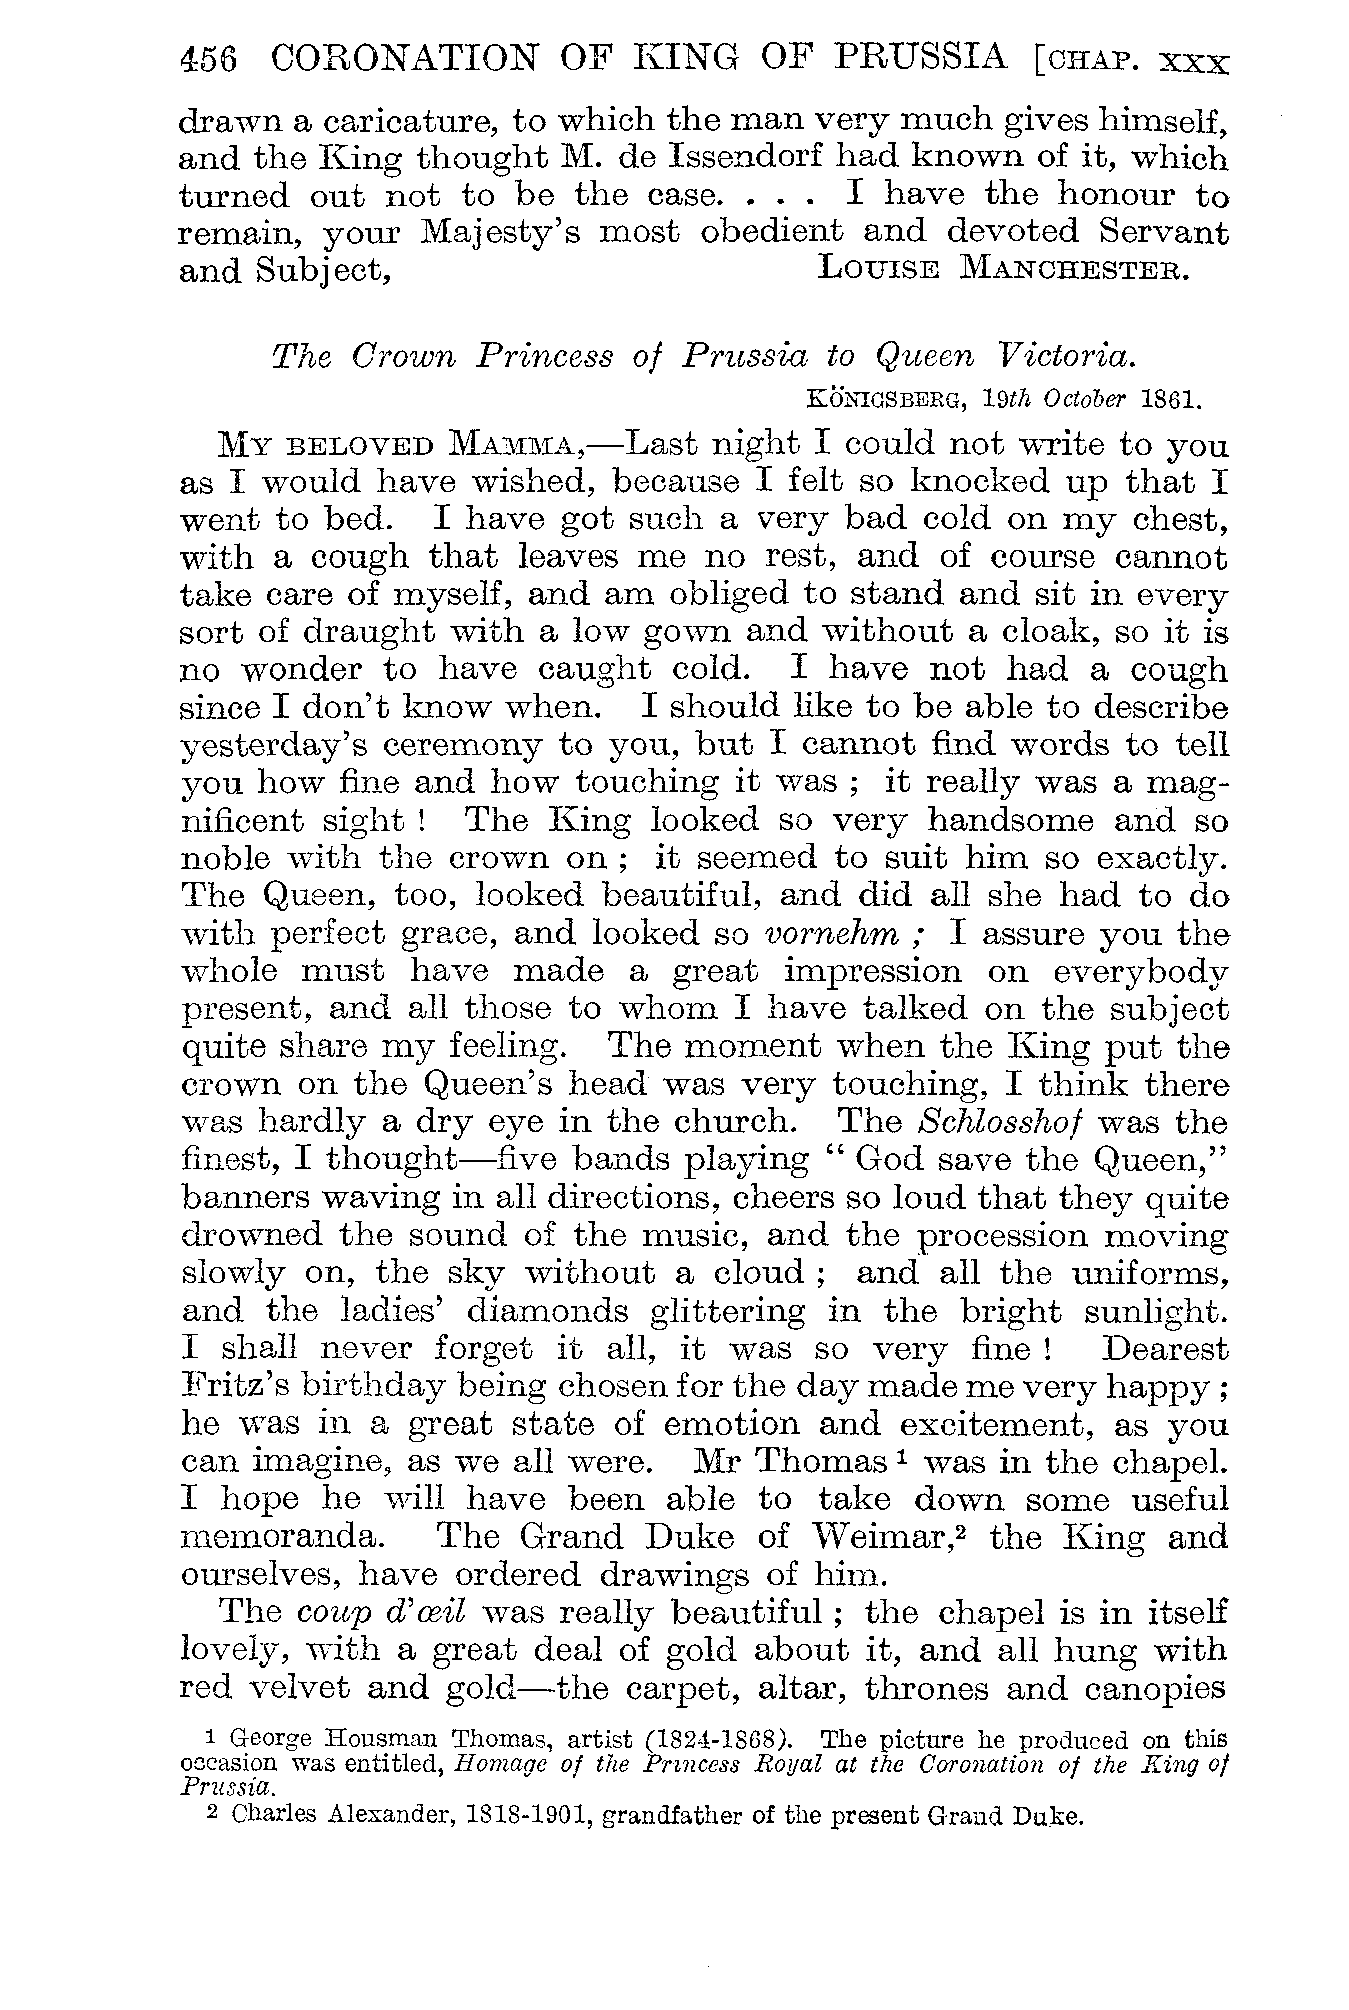 456 CORONATION OF KING OF PRUSSIA [CHAP. XXX
drawn a caricature, to which the man very much gives himself,
and the King thought M. de Issendorf had known of it, which
turned out not to be the case. . . . I have the honour to
remain, your Majesty's most obedient and devoted Servant
and Subject, LOUISE MANCHESTER.
The Crown Princess of Prussia to Queen Victoria.
KÖNIGSBERG, 19th October 1861.
MY BELOVED MAMMA,—Last night I could not write to you
as I would have wished, because I felt so knocked up that I
went to bed. I have got such a very bad cold on my chest,
with a cough that leaves me no rest, and of course cannot
take care of myself, and am obliged to stand and sit in every
sort of draught with a low gown and without a cloak, so it is
no wonder to have caught cold. I have not had a cough
since I don't know when. I should like to be able to describe
yesterday's ceremony to you, but I cannot find words to tell
you how fine and how touching it was ; it really was a mag-
nificent sight ! The King looked so very handsome and so
noble with the crown on ; it seemed to suit him so exactly.
The Queen, too, looked beautiful, and did all she had to do
with perfect grace, and looked so vornehm ; I assure you the
whole must have made a great impression on everybody
present, and all those to whom I have talked on the subject
quite share my feeling. The moment when the King put the
crown on the Queen's head was very touching, I think there
was hardly a dry eye in the church. The Schlosshof was the
finest, I thought—five bands playing " God save the Queen,"
banners waving in all directions, cheers so loud that they quite
drowned the sound of the music, and the procession moving
slowly on, the sky without a cloud ; and all the uniforms,
and the ladies' diamonds glittering in the bright sunlight.
I shall never forget it all, it was so very fine ! Dearest
Fritz's birthday being chosen for the day made me very happy ;
he was in a great state of emotion and excitement, as you
can imagine, as we all were. Mr Thomas ¹ was in the chapel.
I hope he will have been able to take down some useful
memoranda. The Grand Duke of Weimar,² the King and
ourselves, have ordered drawings of him.
The coup d'œil was really beautiful ; the chapel is in itself
lovely, with a great deal of gold about it, and all hung with
red velvet and gold—the carpet, altar, thrones and canopies
1 George Housman Thomas, artist (1824-1868). The picture he produced on this
occasion was entitled, Homage of the Princess Royal at the Coronation of the King of
Prussia.
2 Charles Alexander, 1818-1901, grandfather of the present Grand Duke.